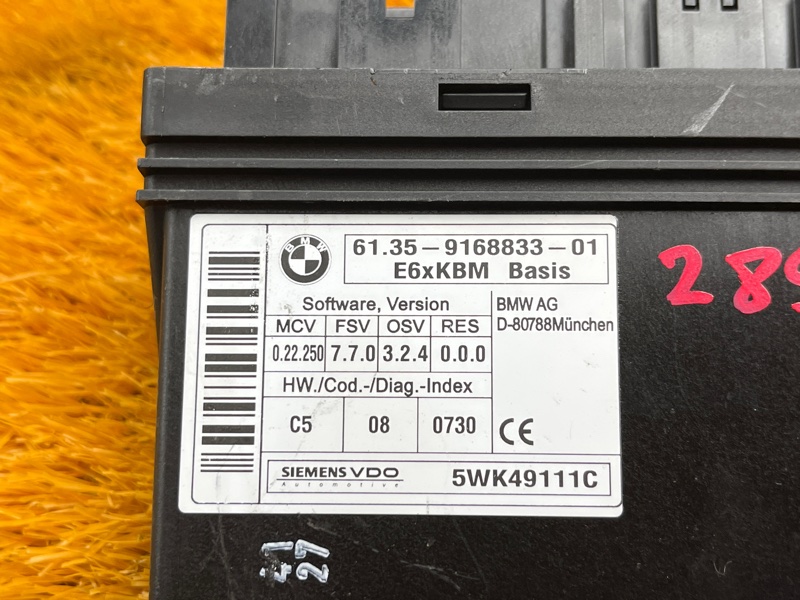 BMW
61.35-9168833-01
E6xKBM Basis
Software, Version
MCV FSV OSV RES
0.22.250 7.7.0 3.2.4 0.0.0
HW./Cod.-/Diag.-Index
C5 08 0730
BMW AG
D-80788München
CE
SIEMENS VDO
Automotive
5WK49111C
289